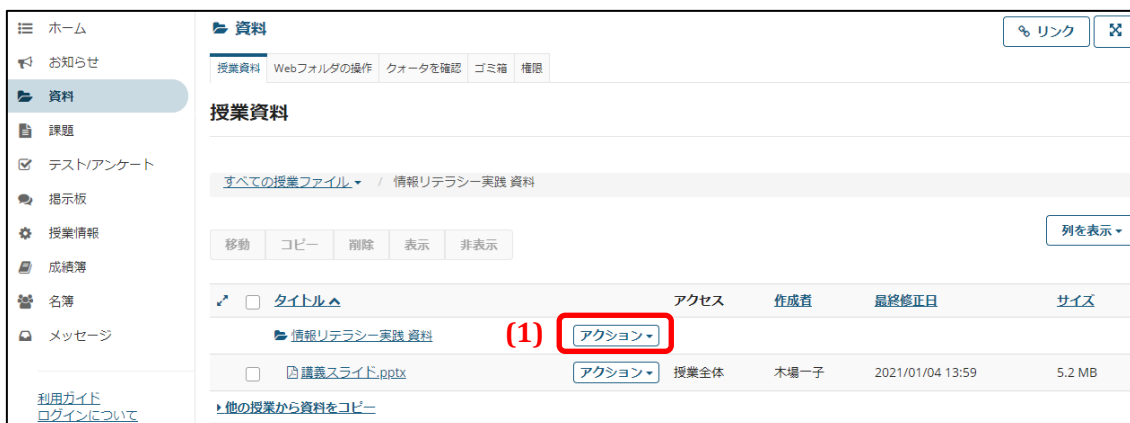 ホーム
お知らせ
資料
課題
テスト/アンケート
掲示板
授業情報
成績簿
名簿
メッセージ
利用ガイド
ログインについて
資料
リンク
授業資料 Webフォルダの操作 クォータを確認 ゴミ箱 権限
授業資料
すべての授業ファイル / 情報リテラシー実践 資料
移動 コピー 削除 表示 非表示
列を表示
タイトル アクセス 作成者 最終修正日 サイズ
情報リテラシー実践 資料 (1) アクション
講義スライド.pptx アクション 授業全体 木場一子 2021/01/04 13:59 5.2 MB
他の授業から資料をコピー